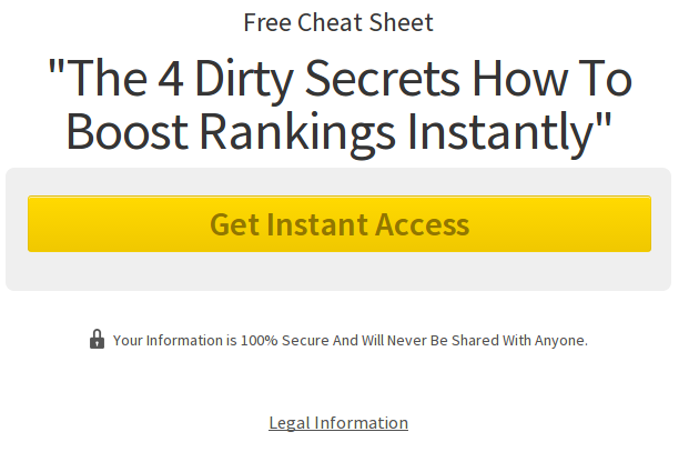 Free Cheat Sheet
"The 4 Dirty Secrets How To
Boost Rankings Instantly"
Get Instant Access
Your Information is 100% Secure And Will Never Be Shared With Anyone.
Legal Information